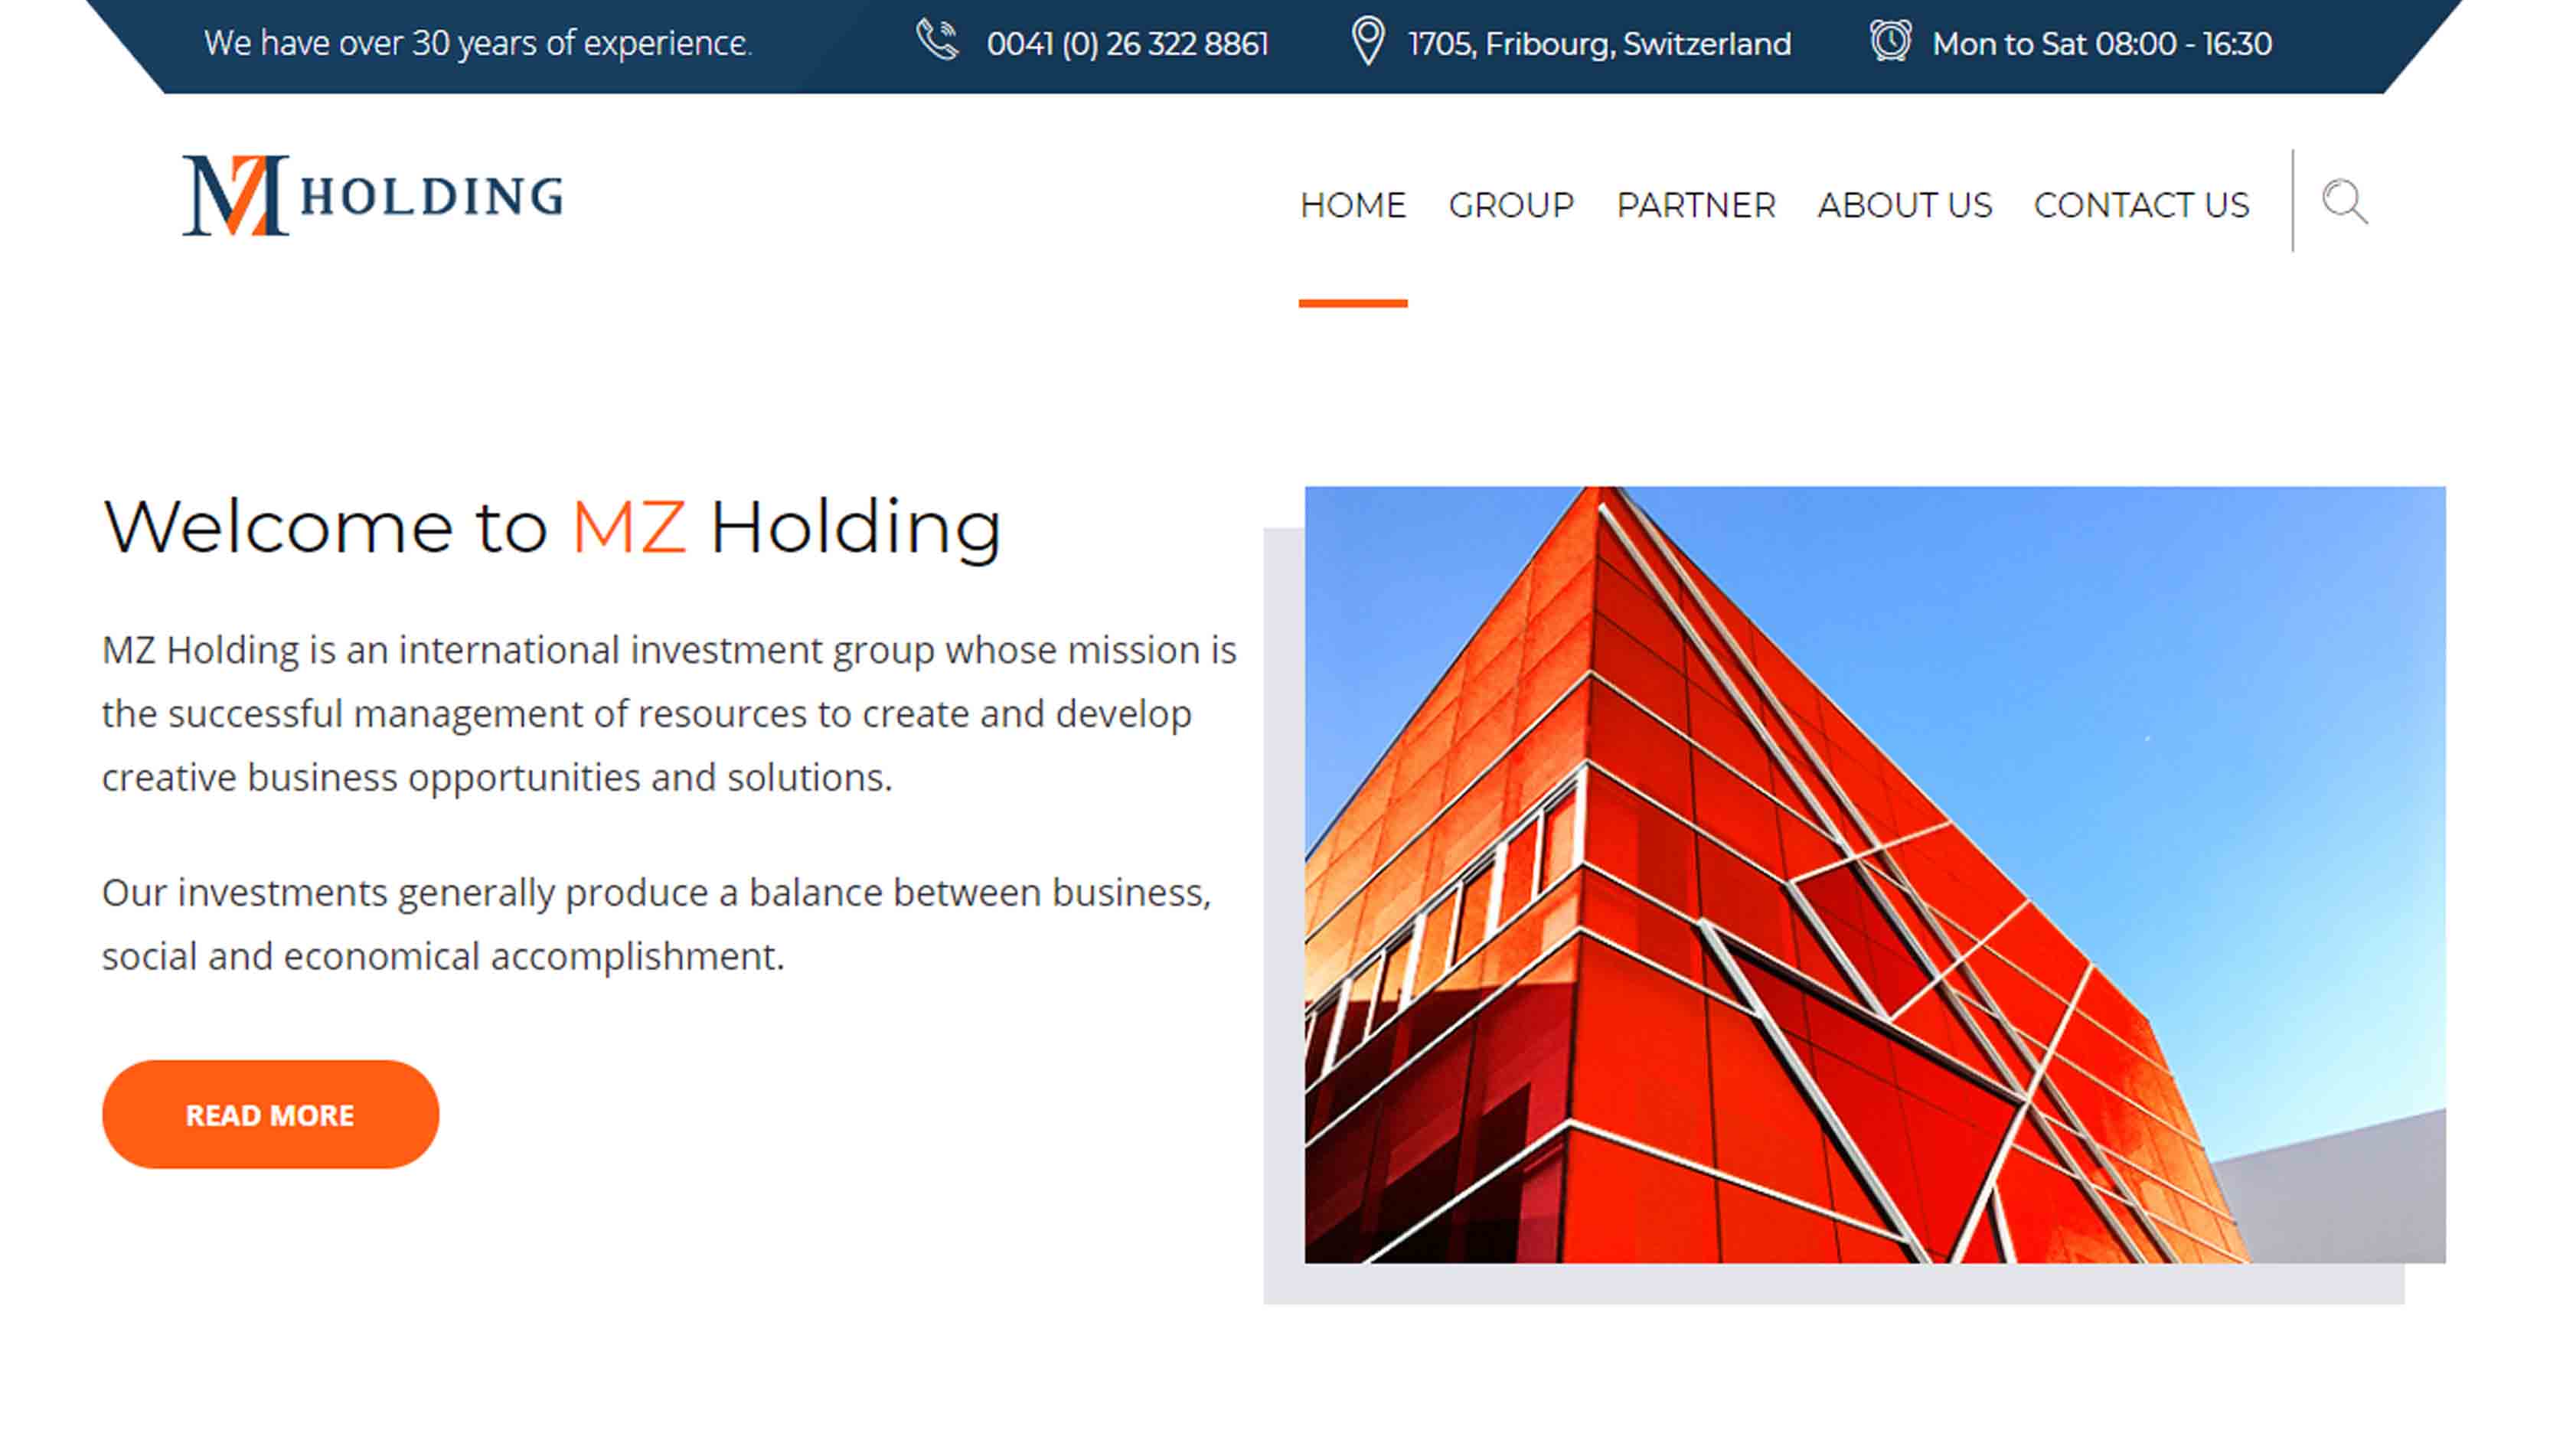 We have over 30 years of experience.
0041 (0) 26 322 8861
1705, Fribourg, Switzerland
Mon to Sat 08:00 - 16:30
MZ HOLDING
HOME GROUP PARTNER ABOUT US CONTACT US
Welcome to MZ Holding
MZ Holding is an international investment group whose mission is
the successful management of resources to create and develop
creative business opportunities and solutions.
Our investments generally produce a balance between business,
social and economical accomplishment.
READ MORE